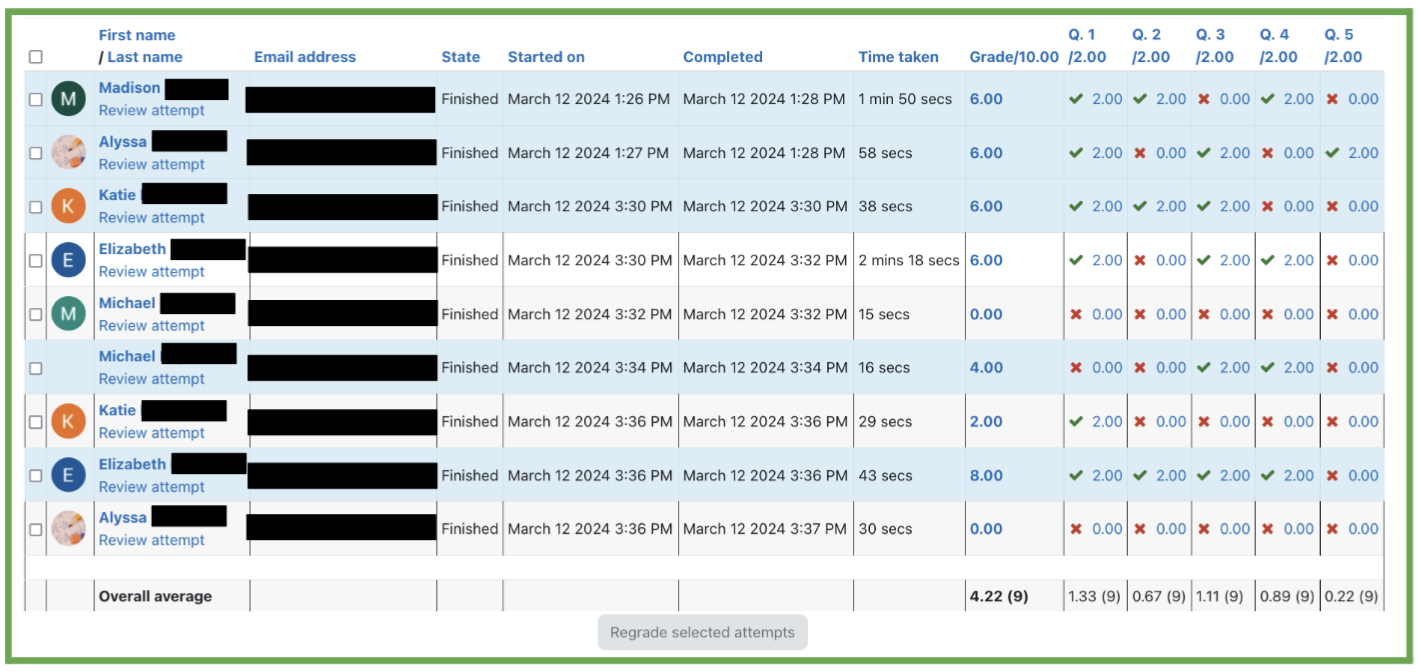 First name
/ Last name Email address State Started on Completed Time taken Grade/10.00 Q. 1 /2.00 Q. 2 /2.00 Q. 3 /2.00 Q. 4 /2.00 Q. 5 /2.00
M Madison Finished March 12 2024 1:26 PM March 12 2024 1:28 PM 1 min 50 secs 6.00 2.00 2.00 0.00 2.00 0.00
Review attempt
Alyssa Finished March 12 2024 1:27 PM March 12 2024 1:28 PM 58 secs 6.00 2.00 0.00 2.00 0.00 2.00
Review attempt
K Katie Finished March 12 2024 3:30 PM March 12 2024 3:30 PM 38 secs 6.00 2.00 2.00 2.00 0.00 0.00
Review attempt
E Elizabeth Finished March 12 2024 3:30 PM March 12 2024 3:32 PM 2 mins 18 secs 6.00 2.00 0.00 2.00 2.00 0.00
Review attempt
M Michael Finished March 12 2024 3:32 PM March 12 2024 3:32 PM 15 secs 0.00 0.00 0.00 0.00 0.00 0.00
Review attempt
Michael Finished March 12 2024 3:34 PM March 12 2024 3:34 PM 16 secs 4.00 0.00 0.00 2.00 2.00 0.00
Review attempt
K Katie Finished March 12 2024 3:36 PM March 12 2024 3:36 PM 29 secs 2.00 2.00 0.00 0.00 0.00 0.00
Review attempt
E Elizabeth Finished March 12 2024 3:36 PM March 12 2024 3:36 PM 43 secs 8.00 2.00 2.00 2.00 2.00 0.00
Review attempt
Alyssa Finished March 12 2024 3:36 PM March 12 2024 3:37 PM 30 secs 0.00 0.00 0.00 0.00 0.00 0.00
Review attempt
Overall average 4.22 (9) 1.33 (9) 0.67 (9) 1.11 (9) 0.89 (9) 0.22 (9)
Regrade selected attempts